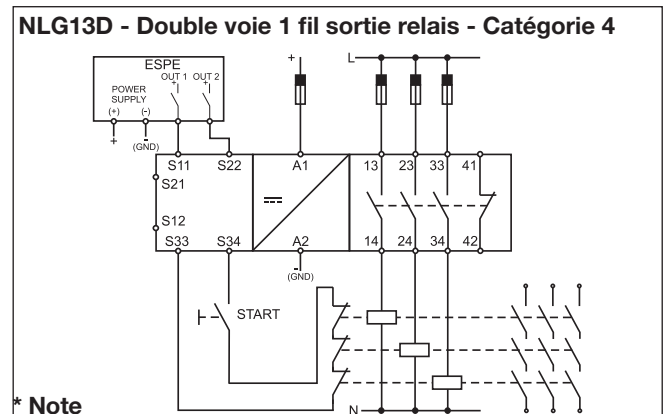 NLG13D - Double voie 1 fil sortie relais - Catégorie 4
ESPE
OUT 1 OUT 2
+ +
POWER
SUPPLY
(+) (-)
+ -
(GND)
+ L
S11 S22 A1 13 23 33 41
S21
S12
S33 S34 A2 14 24 34 42
-
(GND)
START
N
* Note